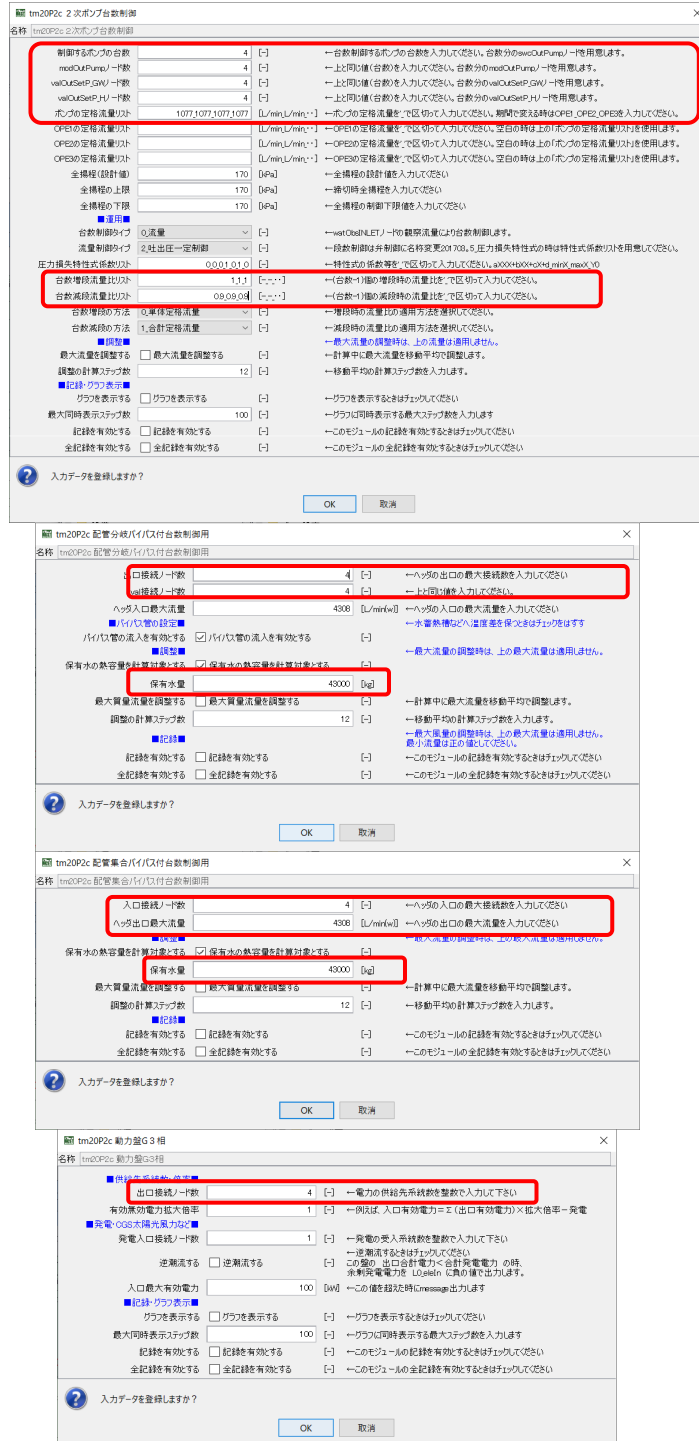 tm20P2c 2次ポンプ台数制御
名称 tm20P2c 2次ポンプ台数制御
制御するポンプの台数 4 [-] ←台数制御するポンプの台数を入力してください。台数分のswcOutPumpノードを用意します。
modOutPumpノード数 4 [-] ←上と同じ値(台数)を入力してください。台数分のmodOutPumpノードを用意します。
valOutSetP_GWノード数 4 [-] ←上と同じ値(台数)を入力してください。台数分のvalOutSetP_GWノードを用意します。
valOutSetP_Hノード数 4 [-] ←上と同じ値(台数)を入力してください。台数分のvalOutSetP_Hノードを用意します。
ポンプの定格流量リスト 1077,1077,1077,1077 [L/min,L/min,・・] ←ポンプの定格流量を','で区切って入力してください。期間で変える時はOPE1_OPE2_OPE3を入力ください。
OPE1の定格流量リスト [L/min,L/min,・・] ←OPE1の定格流量を','で区切って入力してください。空白の時は上の「ポンプの定格流量リスト」を使用します。
OPE2の定格流量リスト [L/min,L/min,・・] ←OPE2の定格流量を','で区切って入力してください。空白の時は上の「ポンプの定格流量リスト」を使用します。
OPE3の定格流量リスト [L/min,L/min,・・] ←OPE3の定格流量を','で区切って入力してください。空白の時は上の「ポンプの定格流量リスト」を使用します。
全揚程(設計値) 170 [kPa] ←全揚程の設計値を入力してください
全揚程の上限 170 [kPa] ←締切時全揚程を入力してください
全揚程の下限 170 [kPa] ←全揚程の制御下限値を入力してください
■運用■
台数制御タイプ 0_流量 [-] ←watObsINLETノードの観察流量により台数制御します。
流量制御タイプ 2_吐出圧一定制御 [-] ←段数制御は弁制御に名称変更201703。5_圧力損失特性式の時は特性式係数リストを用意してください。
圧力損失特性式係数リスト 0,0,0,1,0,1,0 [-] ←特性式の係数等を','で区切って入力してください。aXXX+bXX+cX+d_minX_maxX_Y0
台数増段流量比リスト 1,1,1 [-,-,・・] ←(台数-1)個の増段時の流量比を','で区切って入力してください。
台数減段流量比リスト 0.9,0.9,0.9 [-,-,・・] ←(台数-1)個の減段時の流量比を','で区切って入力してください。
台数増段の方法 0_単体定格流量 [-] ←増段時の流量比の適用方法を選択してください。
台数減段の方法 1_合計定格流量 [-] ←減段時の流量比の適用方法を選択してください。
■調整■ ←最大流量の調整時は、上の流量は適用しません。
最大流量を調整する 最大流量を調整する [-] ←計算中に最大流量を移動平均で調整します。
調整の計算ステップ数 12 [-] ←移動平均の計算ステップ数を入力します。
■記録・グラフ表示■
グラフを表示する グラフを表示する [-] ←グラフを表示するときはチェックしてください
最大同時表示ステップ数 100 [-] ←グラフに同時表示する最大ステップ数を入力します
記録を有効とする 記録を有効とする [-] ←このモジュールの記録を有効とするときはチェックしてください
全記録を有効とする 全記録を有効とする [-] ←このモジュールの全記録を有効とするときはチェックしてください
入力データを登録しますか?
OK 取消
tm20P2c 配管分岐バイパス付台数制御用
名称 tm20P2c 配管分岐バイパス付台数制御用
出口接続ノード数 4 [-] ←ヘッダの出口の最大接続数を入力してください
val接続ノード数 4 [-] ←上と同じ値を入力してください。
ヘッダ入口最大流量 4308 [L/min(w)] ←ヘッダの入口の最大流量を入力してください
■バイパス管の設定■ ←水蓄熱槽などへ温度差を保つときはチェックをはずす
バイパス管の流入を有効とする バイパス管の流入を有効とする [-]
■調整■ ←最大流量の調整時は、上の最大流量は適用しません。
保有水の熱容量を計算対象とする 保有水の熱容量を計算対象とする [-]
保有水量 43000 [kg]
最大質量流量を調整する 最大質量流量を調整する [-] ←計算中に最大流量を移動平均で調整します。
調整の計算ステップ数 12 [-] ←移動平均の計算ステップ数を入力します。
■記録■ ←最大風量の調整時は、上の最大流量は適用しません。
最小流量は正の値としてください。
記録を有効とする 記録を有効とする [-] ←このモジュールの記録を有効とするときはチェックしてください
全記録を有効とする 全記録を有効とする [-] ←このモジュールの全記録を有効とするときはチェックしてください
入力データを登録しますか?
OK 取消
tm20P2c 配管集合バイパス付台数制御用
名称 tm20P2c 配管集合バイパス付台数制御用
入口接続ノード数 4 [-] ←ヘッダの入口の最大接続数を入力してください
ヘッダ出口最大流量 4308 [L/min(w)] ←ヘッダの出口の最大流量を入力してください
■調整■ ←最大流量の調整時は、上の最大流量は適用しません。
保有水の熱容量を計算対象とする 保有水の熱容量を計算対象とする [-]
保有水量 43000 [kg]
最大質量流量を調整する 最大質量流量を調整する [-] ←計算中に最大流量を移動平均で調整します。
調整の計算ステップ数 12 [-] ←移動平均の計算ステップ数を入力します。
■記録■
記録を有効とする 記録を有効とする [-] ←このモジュールの記録を有効とするときはチェックしてください
全記録を有効とする 全記録を有効とする [-] ←このモジュールの全記録を有効とするときはチェックしてください
入力データを登録しますか?
OK 取消
tm20P2c 動力盤G3相
名称 tm20P2c 動力盤G3相
■供給先系統数・倍率■
出口接続ノード数 4 [-] ←電力の供給先系統数を整数で入力して下さい
有効無効電力拡大倍率 1 [-] ←例えば、入口有効電力=Σ(出口有効電力)×拡大倍率-発電
■発電・CGS太陽光風力など■
発電入口接続ノード数 1 [-] ←発電の受入系統数を整数で入力して下さい
逆潮流する 逆潮流する [-] ←逆潮流するときはチェックしてください
この盤の 出口合計電力<合計発電電力 の時、
余剰発電電力を LO_eleIn に負の値で出力します。
入口最大有効電力 100 [kW] ←この値を超えた時にmessage出力します
■記録・グラフ表示■
グラフを表示する グラフを表示する [-] ←グラフを表示するときはチェックしてください
最大同時表示ステップ数 100 [-] ←グラフに同時表示する最大ステップ数を入力します
記録を有効とする 記録を有効とする [-] ←このモジュールの記録を有効とするときはチェックしてください
全記録を有効とする 全記録を有効とする [-] ←このモジュールの全記録を有効とするときはチェックしてください
入力データを登録しますか?
OK 取消